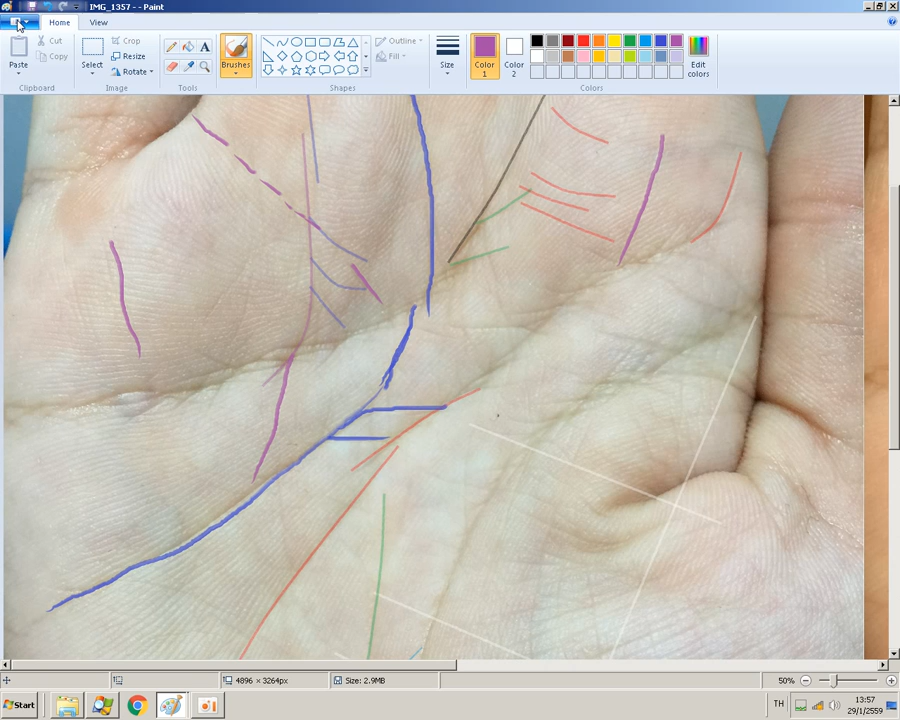 IMG_1357 - - Paint
Home
View
Paste
Cut
Copy
Clipboard
Select
Crop
Resize
Rotate
Image
A
Tools
Brushes
Outline
Fill
Shapes
Size
Color 1
Color 2
Edit colors
Colors
4896 × 3264px
Size: 2.9MB
50%
Start
TH
13:57
29/1/2559